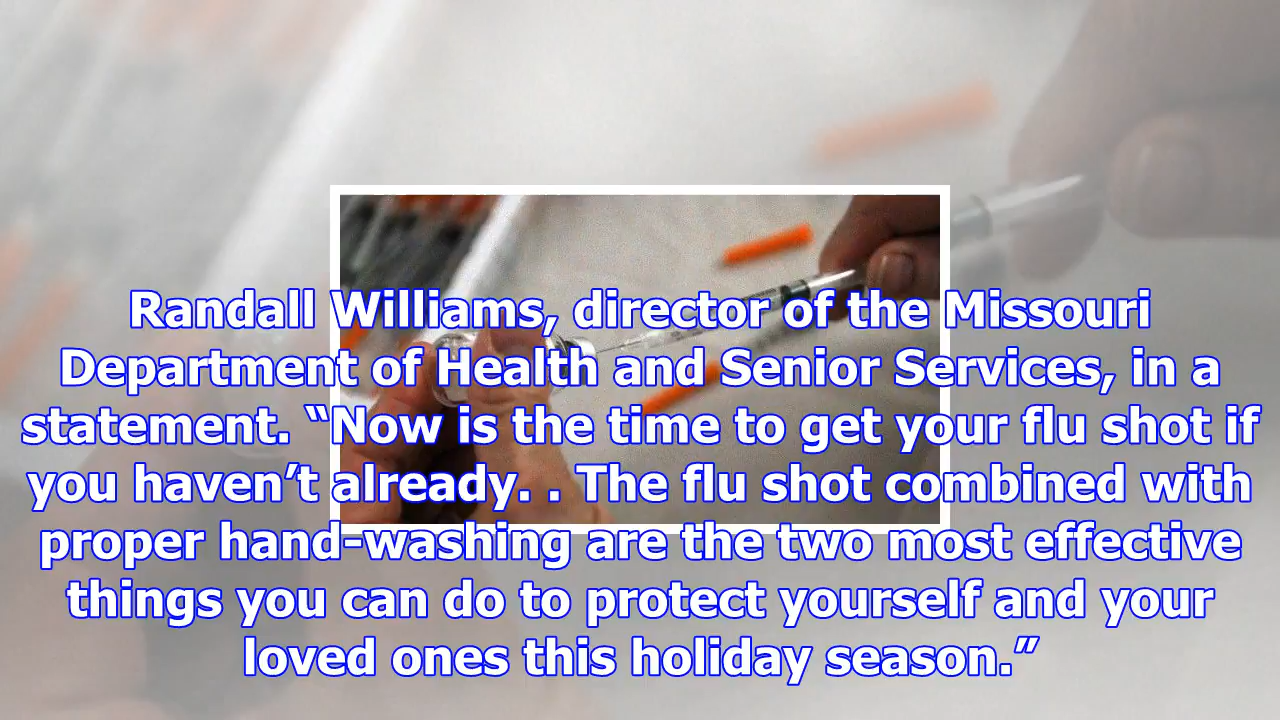 Randall Williams, director of the Missouri
Department of Health and Senior Services, in a
statement. “Now is the time to get your flu shot if
you haven’t already. . The flu shot combined with
proper hand-washing are the two most effective
things you can do to protect yourself and your
loved ones this holiday season.”